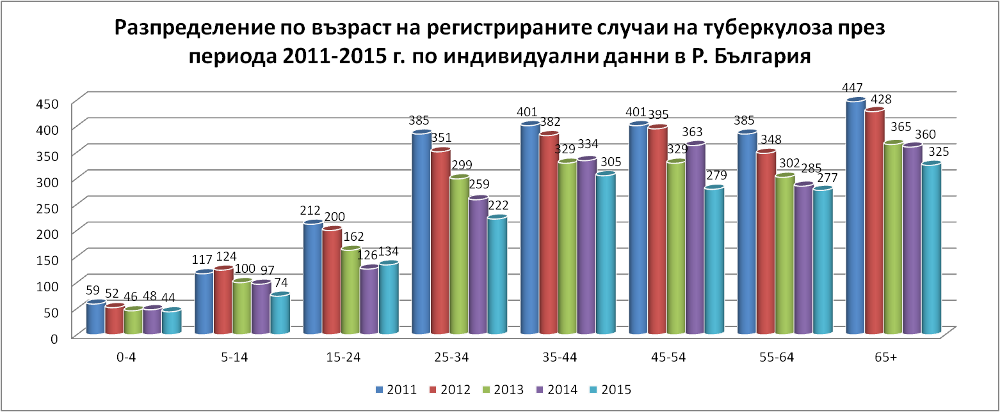 Разпределение по възраст на регистрираните случаи на туберкулоза през
периода 2011-2015 г. по индивидуални данни в Р. България
450
400
350
300
250
200
150
100
50
0
59 52 46 48 44
117 124 100 97 74
212 200 162 126 134
385 351 299 259 222
401 382 329 334 305
401 395 329 363 279
385 348 302 285 277
447 428 365 360 325
0-4 5-14 15-24 25-34 35-44 45-54 55-64 65+
2011 2012 2013 2014 2015